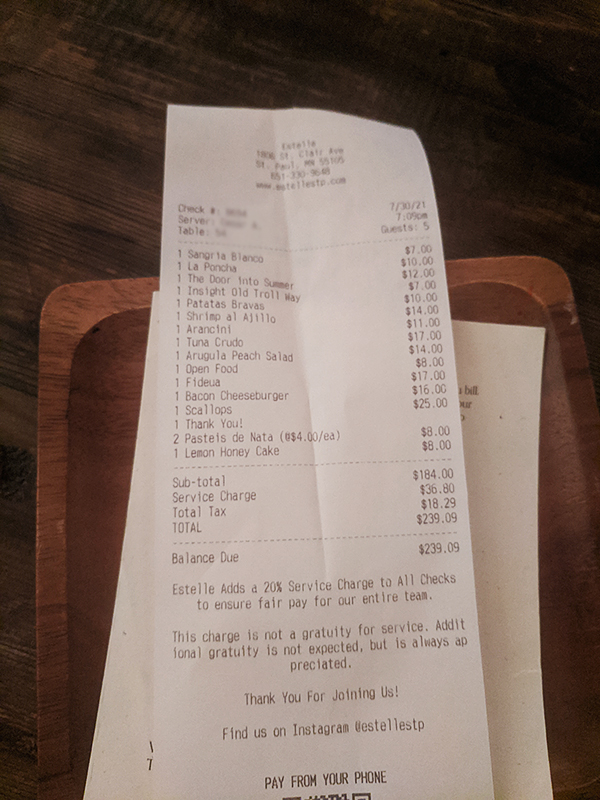 Estelle
1806 St. Clair Ave
St. Paul, MN 55105
651-330-9648
www.estellestp.com
Check #:
7/30/21
Server:
7:09pm
Table:
Guests: 5
1 Sangria Blanco $7.00
1 La Poncha $10.00
1 The Door into Summer $12.00
1 Insight Old Troll Way $7.00
1 Patatas Bravas $10.00
1 Shrimp al Ajillo $14.00
1 Arancini $11.00
1 Tuna Crudo $17.00
1 Arugula Peach Salad $14.00
1 Open Food $8.00
1 Fideua $17.00
1 Bacon Cheeseburger $16.00
1 Scallops $25.00
1 Thank You!
2 Pasteis de Nata (@$4.00/ea) $8.00
1 Lemon Honey Cake $8.00
Sub-total $184.00
Service Charge $36.80
Total Tax $18.29
TOTAL $239.09
Balance Due $239.09
Estelle Adds a 20% Service Charge to All Checks
to ensure fair pay for our entire team.
This charge is not a gratuity for service. Addit
ional gratuity is not expected, but is always ap
preciated.
Thank You For Joining Us!
Find us on Instagram @estellestp
PAY FROM YOUR PHONE
bill.